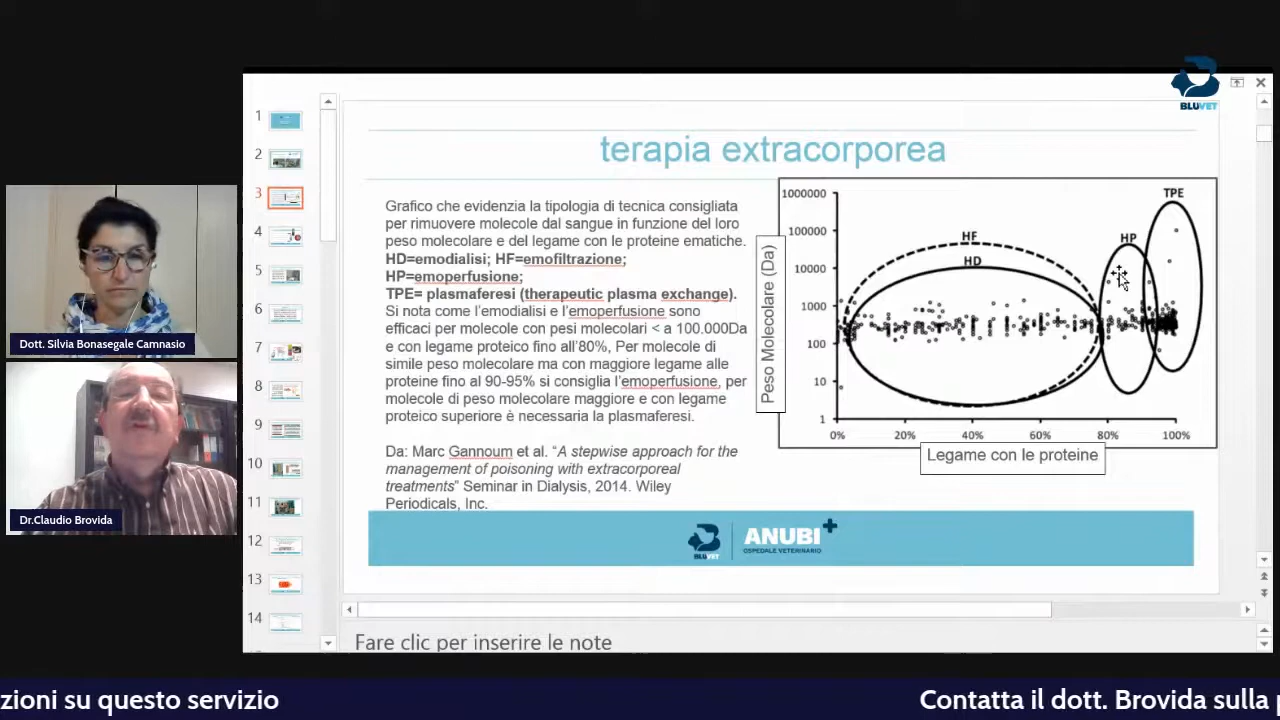 BLUVET
terapia extracorporea
Grafico che evidenzia la tipologia di tecnica consigliata
per rimuovere molecole dal sangue in funzione del loro
peso molecolare e del legame con le proteine ematiche.
HD=emodialisi; HF=emofiltrazione;
HP=emoperfusione;
TPE= plasmaferesi (therapeutic plasma exchange).
Si nota come l'emodialisi e l'emoperfusione sono
efficaci per molecole con pesi molecolari < a 100.000Da
e con legame proteico fino all'80%, Per molecole di
simile peso molecolare ma con maggiore legame alle
proteine fino al 90-95% si consiglia l'emoperfusione, per
molecole di peso molecolare maggiore e con legame
proteico superiore è necessaria la plasmaferesi.
Da: Marc Gannoum et al. “A stepwise approach for the
management of poisoning with extracorporeal
treatments” Seminar in Dialysis, 2014. Wiley
Periodicals, Inc.
Peso Molecolare (Da)
1000000
100000
10000
1000
100
10
1
0%
20%
40%
60%
80%
100%
HF
HD
HP
TPE
Legame con le proteine
BLUVET
ANUBI+
OSPEDALE VETERINARIO
1
2
3
4
5
6
7
8
9
10
11
12
13
14
Fare clic per inserire le note
Dott. Silvia Bonasegale Camnasio
Dr.Claudio Brovida
zioni su questo servizio
Contatta il dott. Brovida sulla